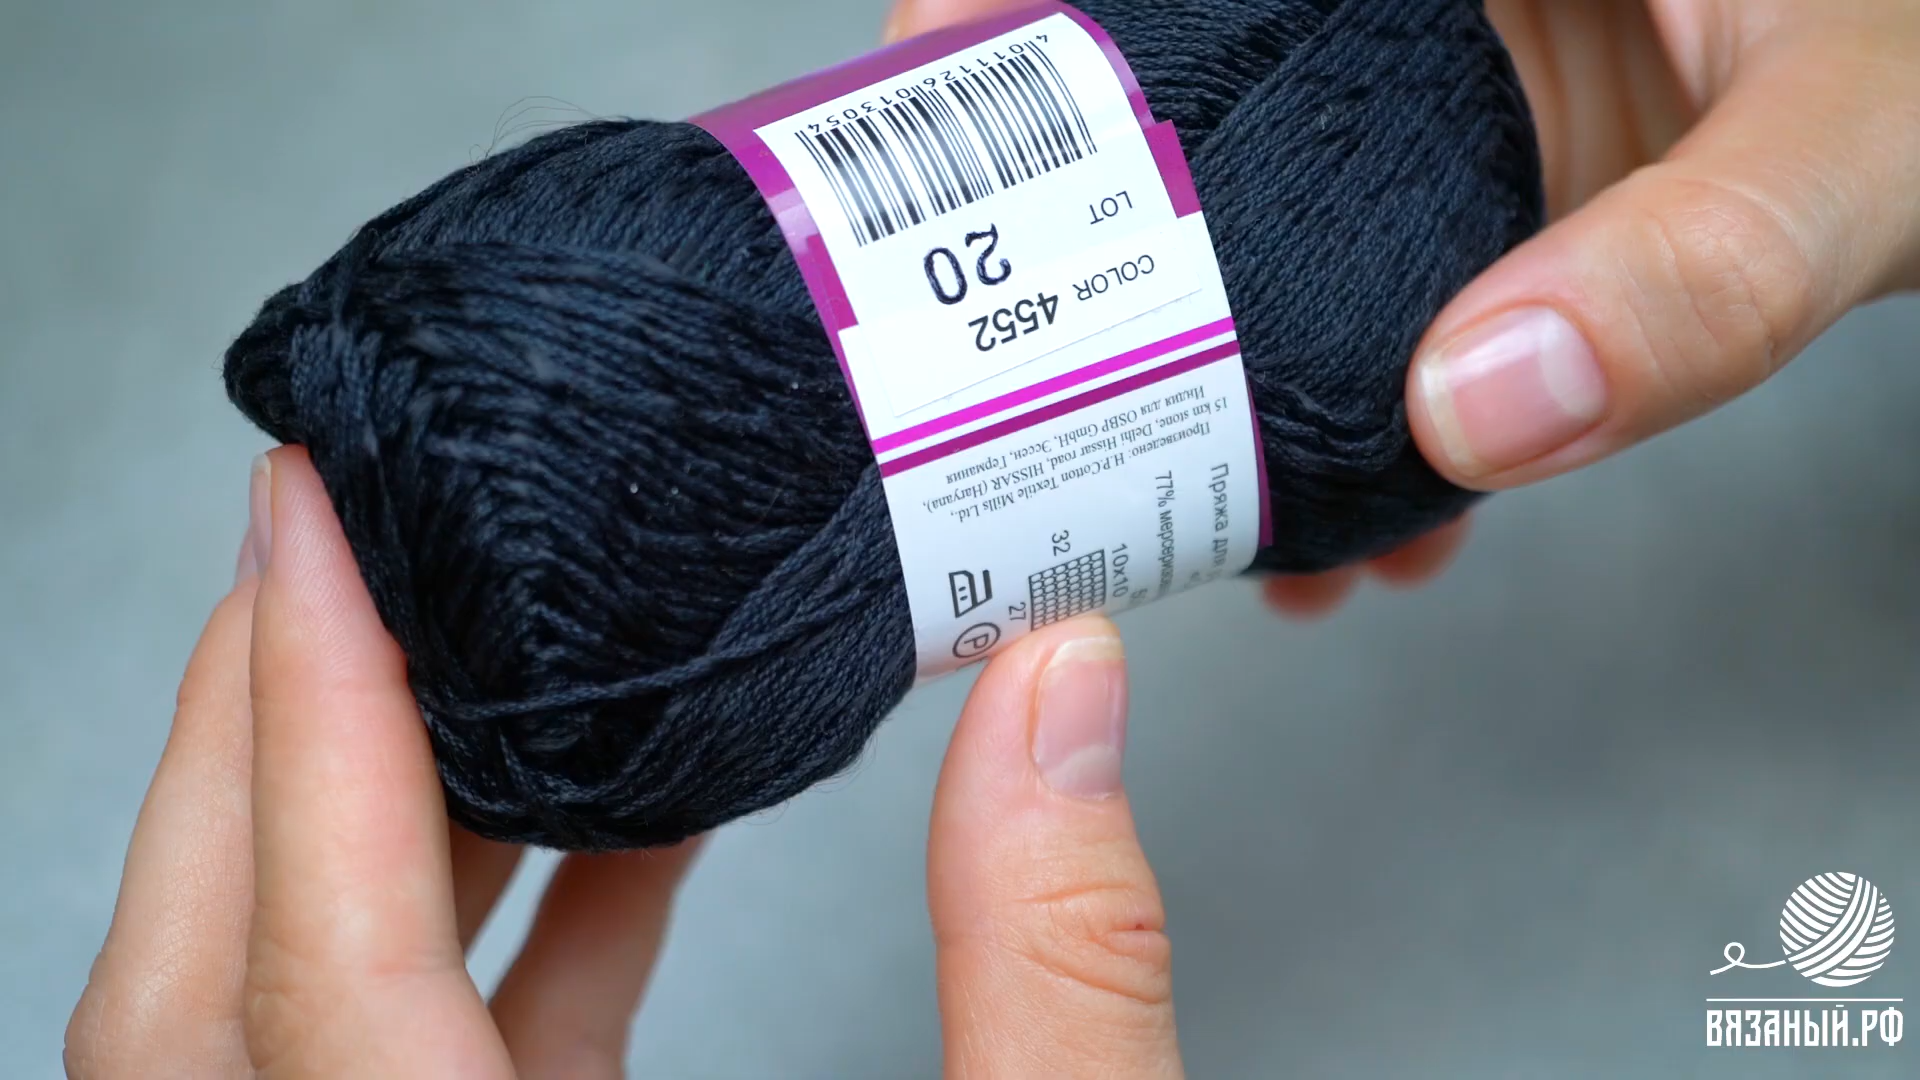 4011126013054
LOT
20
COLOR 4552
Произведено: H.P.Cotton Textile Mills Ltd.,
15 km stone, Delhi Hissar road, HISSAR (Haryana),
Индия для OSBP GmbH, Эссен, Германия
Пряжа для
77%
10x10
32
27
P
ВЯЗАНЫЙ.РФ